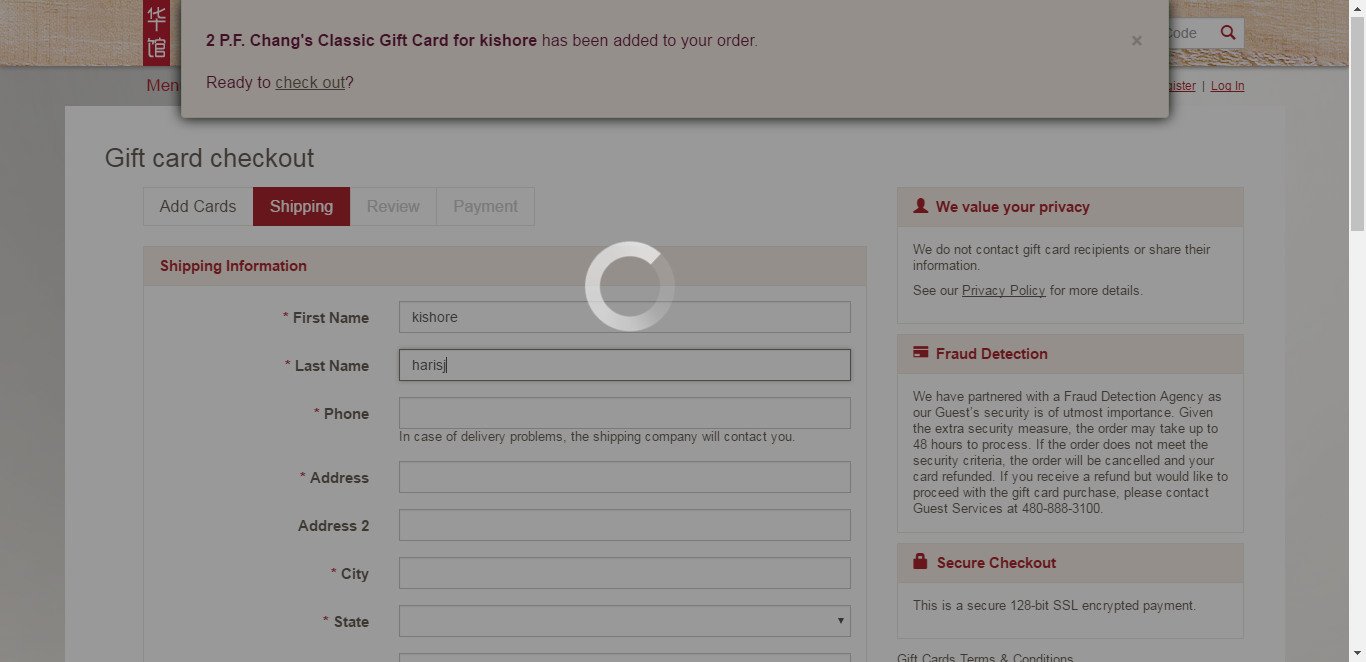 华
馆
2 P.F. Chang's Classic Gift Card for kishore has been added to your order.
×
Ready to check out?
Code
Men
ister | Log In
Gift card checkout
Add Cards
Shipping
Review
Payment
Shipping Information
* First Name
kishore
* Last Name
harisj
* Phone
In case of delivery problems, the shipping company will contact you.
* Address
Address 2
* City
* State
We value your privacy
We do not contact gift card recipients or share their
information.
See our Privacy Policy for more details.
Fraud Detection
We have partnered with a Fraud Detection Agency as
our Guest's security is of utmost importance. Given
the extra security measure, the order may take up to
48 hours to process. If the order does not meet the
security criteria, the order will be cancelled and your
card refunded. If you receive a refund but would like to
proceed with the gift card purchase, please contact
Guest Services at 480-888-3100.
Secure Checkout
This is a secure 128-bit SSL encrypted payment.
Gift Cards Terms & Conditions